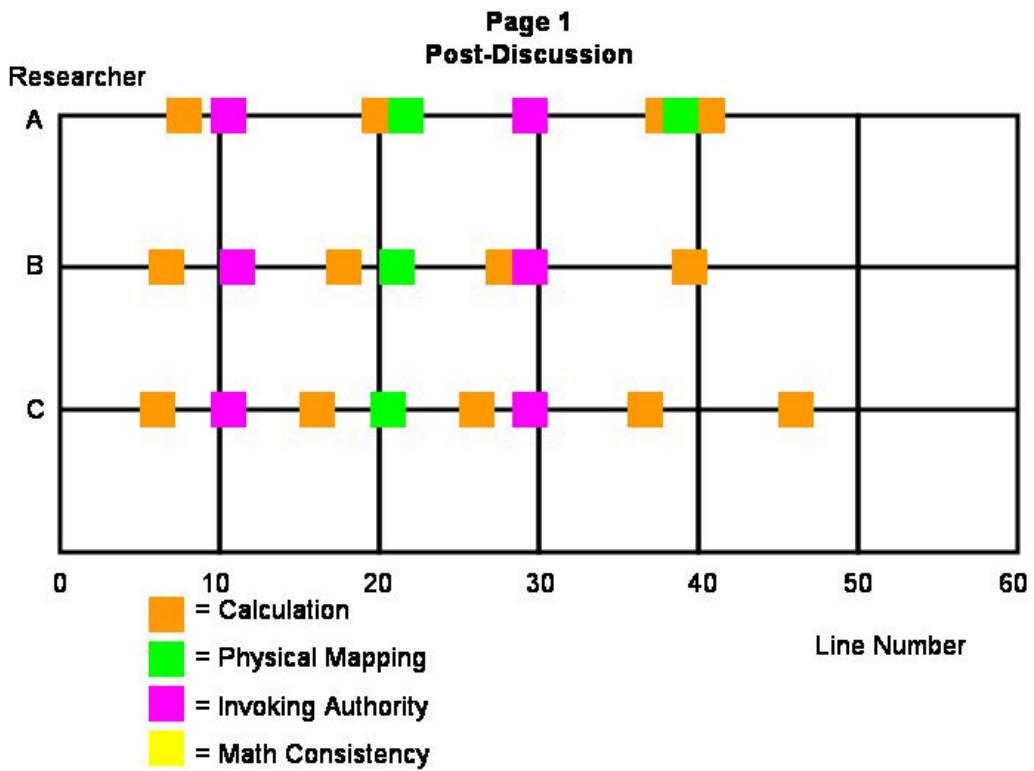 Page 1
Post-Discussion
Researcher
A
B
C
0 10 20 30 40 50 60
= Calculation
Line Number
= Physical Mapping
= Invoking Authority
= Math Consistency